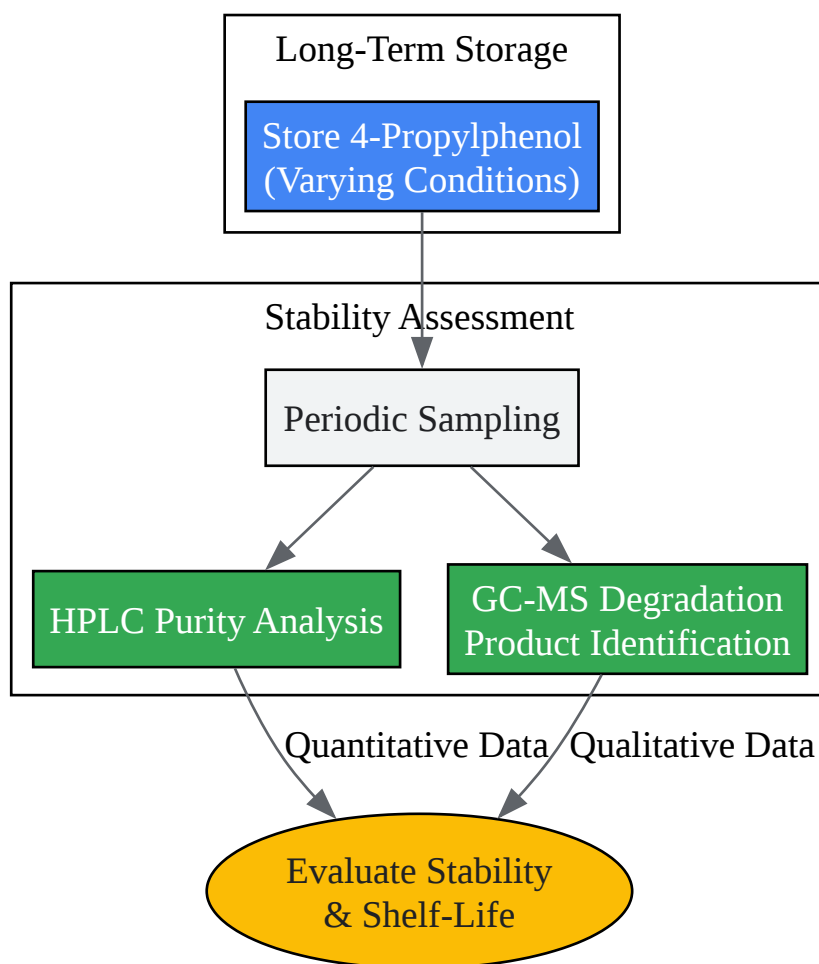 Long-Term Storage
Store 4-Propylphenol
(Varying Conditions)
Stability Assessment
Periodic Sampling
HPLC Purity Analysis
GC-MS Degradation
Product Identification
Quantitative Data
Qualitative Data
Evaluate Stability
& Shelf-Life